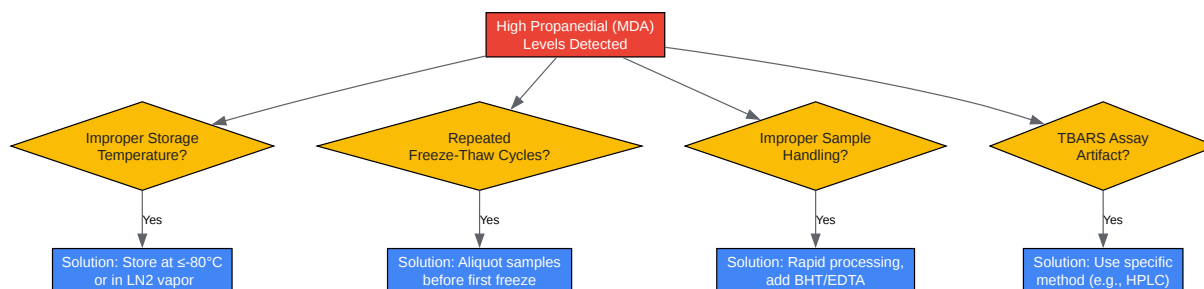 High Propanedial (MDA)
Levels Detected
Improper Storage
Temperature?
Repeated
Freeze-Thaw Cycles?
Improper Sample
Handling?
TBARS Assay
Artifact?
Yes
Yes
Yes
Yes
Solution: Store at ≤-80°C
or in LN2 vapor
Solution: Aliquot samples
before first freeze
Solution: Rapid processing,
add BHT/EDTA
Solution: Use specific
method (e.g., HPLC)